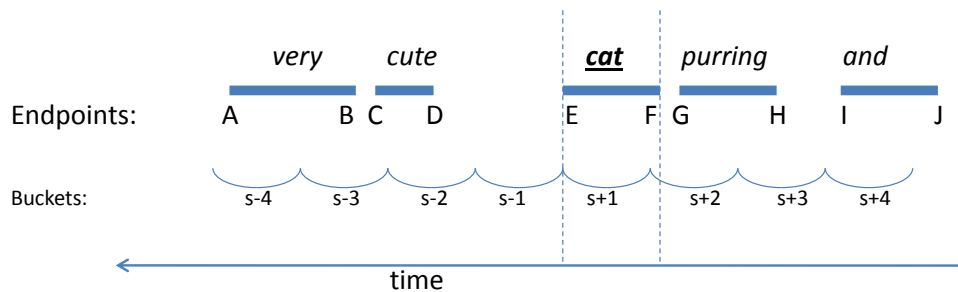 very cute cat purring and
Endpoints: A B C D E F G H I J
Buckets: s-4 s-3 s-2 s-1 s+1 s+2 s+3 s+4
time